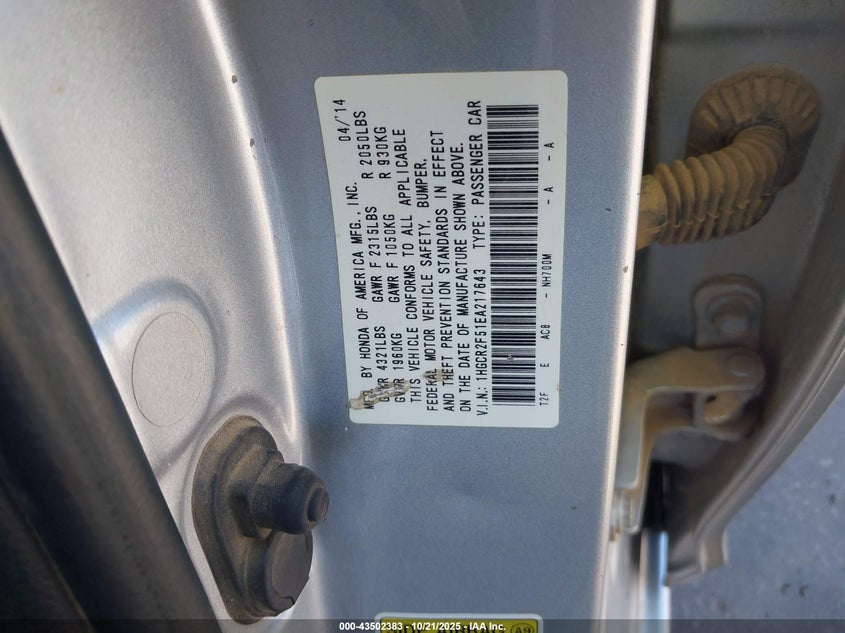 MFD. BY HONDA OF AMERICA MFG., INC. 04/'14
GVWR 4321LBS GAWR F 2315LBS R 2050LBS
GVWR 1960KG GAWR F 1050KG R 930KG
THIS VEHICLE CONFORMS TO ALL APPLICABLE
FEDERAL MOTOR VEHICLE SAFETY, BUMPER,
AND THEFT PREVENTION STANDARDS IN EFFECT
ON THE DATE OF MANUFACTURE SHOWN ABOVE.
V.I.N.: 1HGCR2F51EA217643 TYPE: PASSENGER CAR
T2F E AC8 - NH700M - A - A
SIDE AIRBAG A9
000-43502383 - 10/21/2025 - IAA Inc.